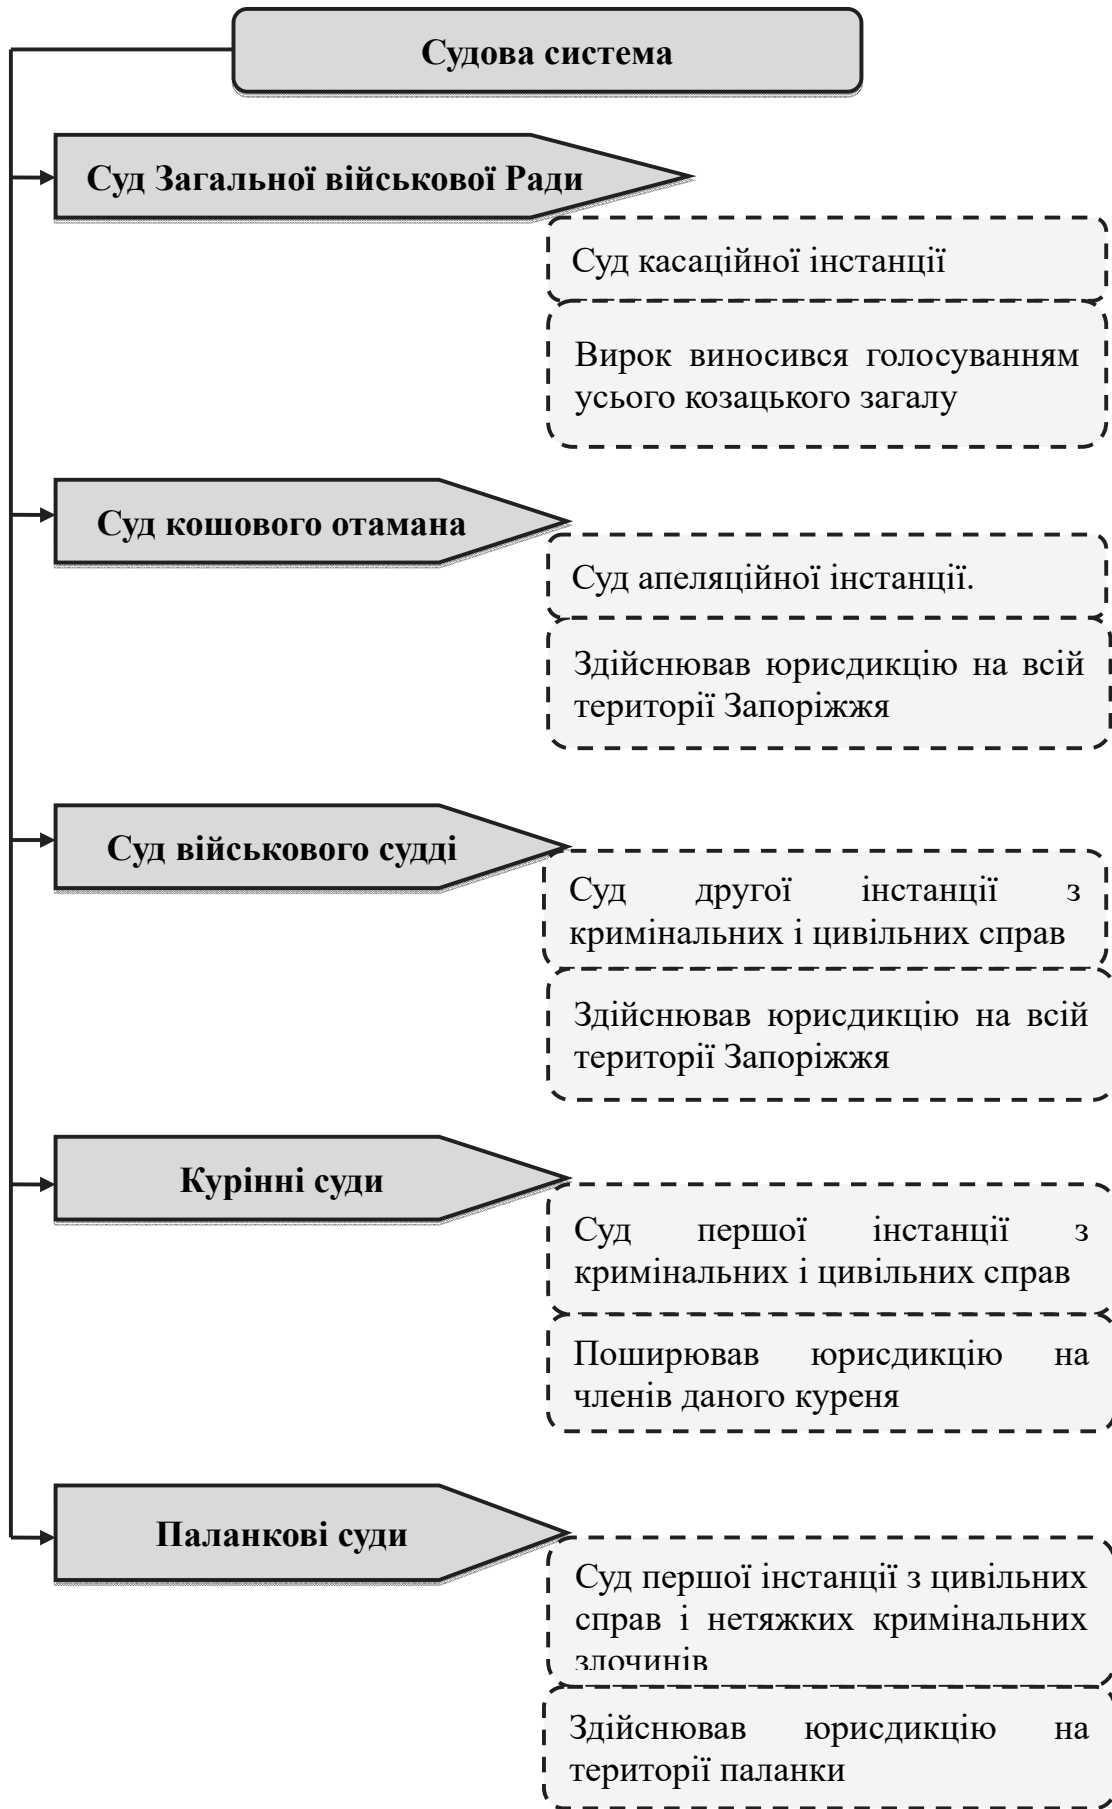 Судова система
Суд Загальної військової Ради
Суд касаційної інстанції
Вирок виносився голосуванням
усього козацького загалу
Суд кошового отамана
Суд апеляційної інстанції.
Здійснював юрисдикцію на всій
території Запоріжжя
Суд військового судді
Суд другої інстанції з
кримінальних і цивільних справ
Здійснював юрисдикцію на всій
території Запоріжжя
Курінні суди
Суд першої інстанції з
кримінальних і цивільних справ
Поширював юрисдикцію на
членів даного куреня
Паланкові суди
Суд першої інстанції з цивільних
справ і нетяжких кримінальних
злочинів
Здійснював юрисдикцію на
території паланки